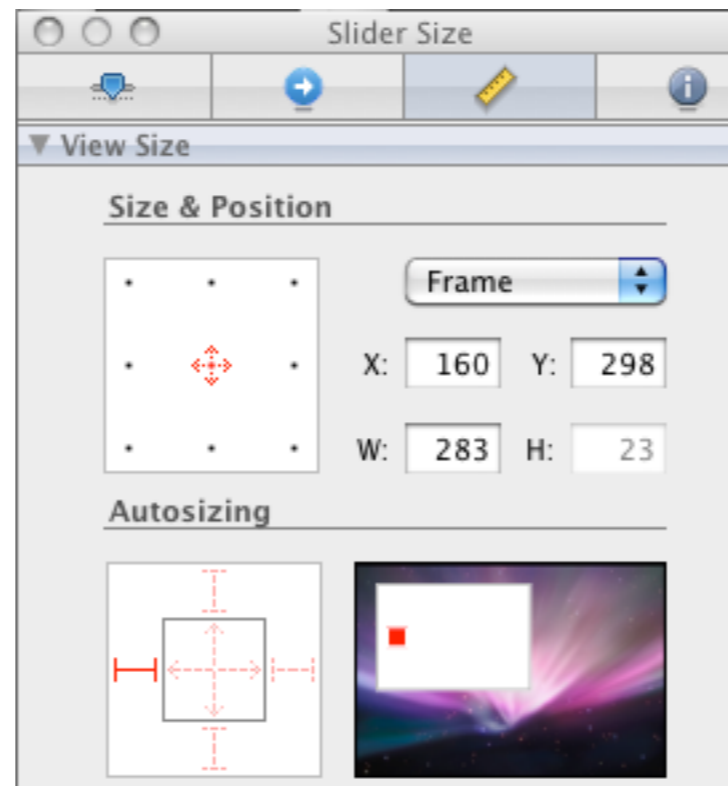 Slider Size
View Size
Size & Position
Frame
X: 160 Y: 298
W: 283 H: 23
Autosizing